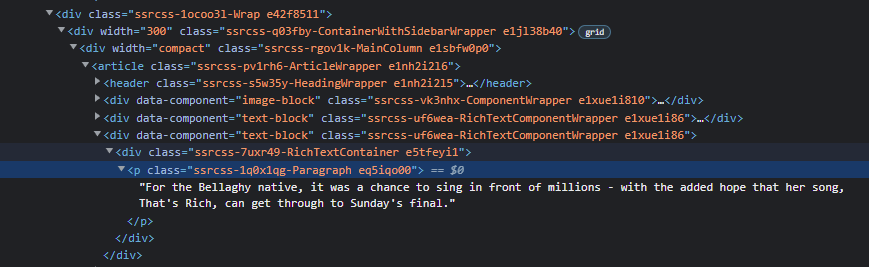 ▼<div class="ssrcss-1ocoo3l-Wrap e42f8511">
▼<div width="300" class="ssrcss-q03fby-ContainerWithSidebarWrapper e1jl38b40"> grid
▼<div width="compact" class="ssrcss-rgov1k-MainColumn e1sbfw0p0">
▼<article class="ssrcss-pv1rh6-ArticleWrapper e1nh2i2l6">
▶<header class="ssrcss-s5w35y-HeadingWrapper e1nh2i2l5">…</header>
▶<div data-component="image-block" class="ssrcss-vk3nhx-ComponentWrapper e1xue1i810">…</div>
▶<div data-component="text-block" class="ssrcss-uf6wea-RichTextComponentWrapper e1xue1i86">…</div>
▼<div data-component="text-block" class="ssrcss-uf6wea-RichTextComponentWrapper e1xue1i86">
▼<div class="ssrcss-7uxr49-RichTextContainer e5tfeyi1">
▼<p class="ssrcss-1q0x1qg-Paragraph eq5iqo00"> == $0
"For the Bellaghy native, it was a chance to sing in front of millions - with the added hope that her song,
That's Rich, can get through to Sunday's final."
</p>
</div>
</div>